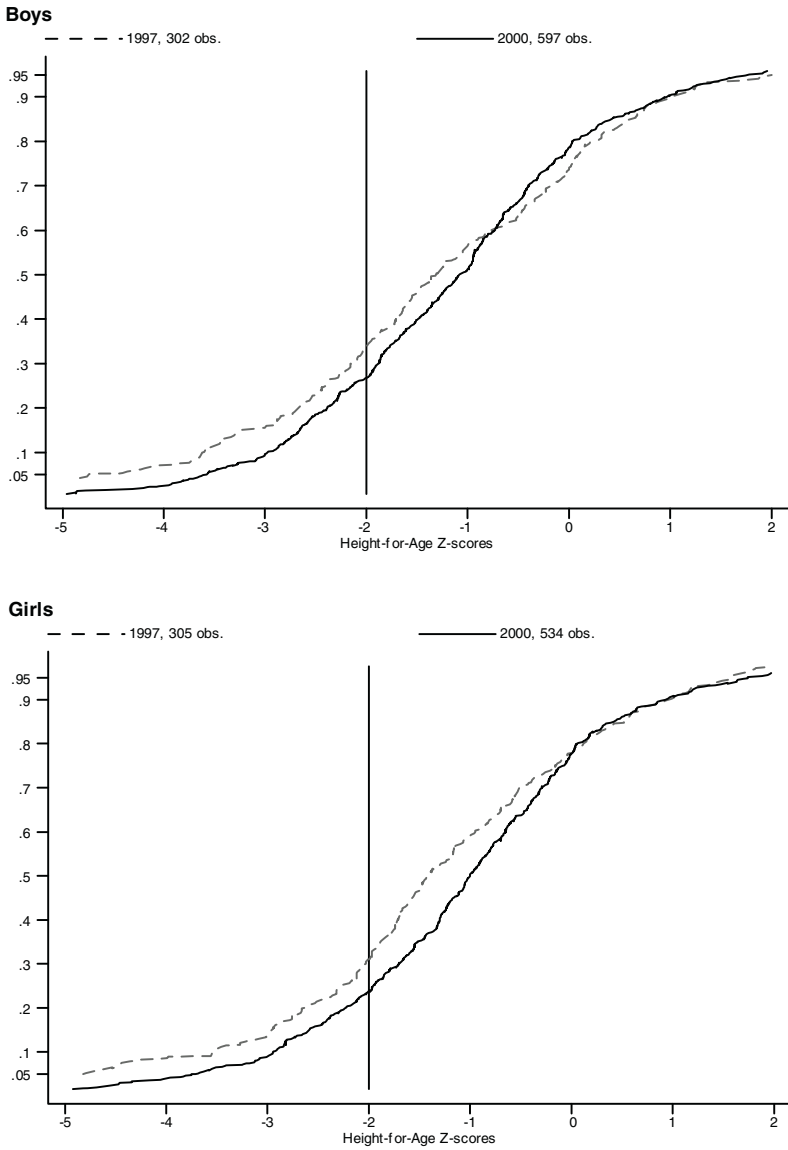 Boys
1997, 302 obs. 2000, 597 obs.
.95
.9
.8
.7
.6
.5
.4
.3
.2
.1
.05
-5 -4 -3 -2 -1 0 1 2
Height-for-Age Z-scores
Girls
1997, 305 obs. 2000, 534 obs.
.95
.9
.8
.7
.6
.5
.4
.3
.2
.1
.05
-5 -4 -3 -2 -1 0 1 2
Height-for-Age Z-scores